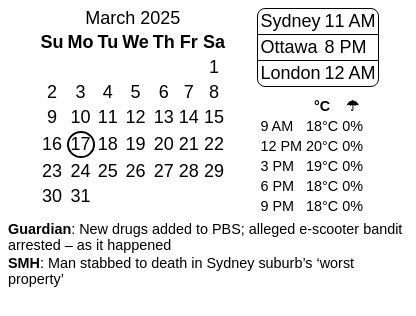 March 2025
Su Mo Tu We Th Fr Sa
1
2 3 4 5 6 7 8
9 10 11 12 13 14 15
16 17 18 19 20 21 22
23 24 25 26 27 28 29
30 31
Sydney 11 AM
Ottawa 8 PM
London 12 AM
°C ☂
9 AM 18°C 0%
12 PM 20°C 0%
3 PM 19°C 0%
6 PM 18°C 0%
9 PM 18°C 0%
Guardian: New drugs added to PBS; alleged e-scooter bandit
arrested – as it happened
SMH: Man stabbed to death in Sydney suburb’s ‘worst
property’